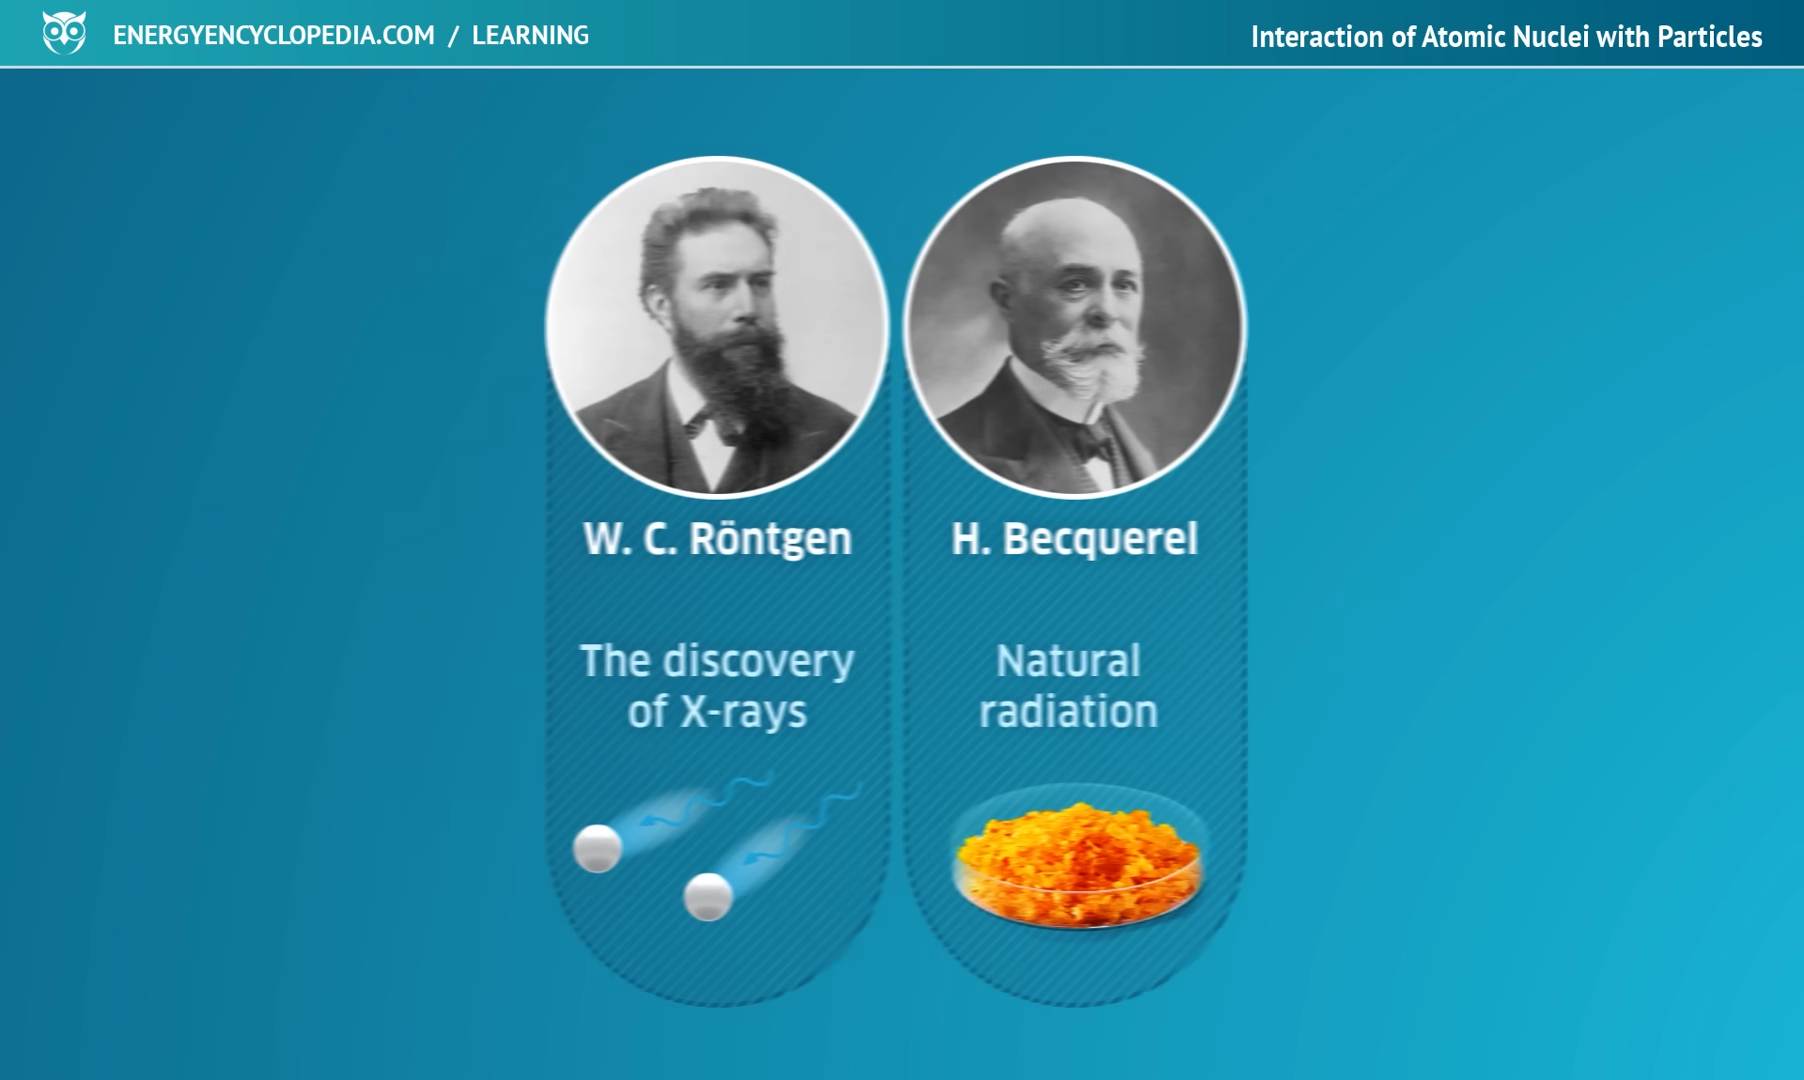 ENERGYENCYCLOPEDIA.COM / LEARNING
Interaction of Atomic Nuclei with Particles
W. C. Röntgen
The discovery
of X-rays
H. Becquerel
Natural
radiation